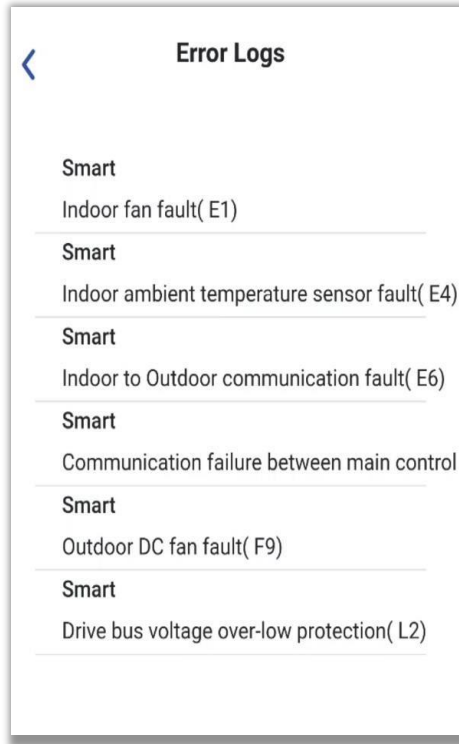 Error Logs
Smart
Indoor fan fault( E1)
Smart
Indoor ambient temperature sensor fault( E4)
Smart
Indoor to Outdoor communication fault( E6)
Smart
Communication failure between main control
Smart
Outdoor DC fan fault( F9)
Smart
Drive bus voltage over-low protection( L2)